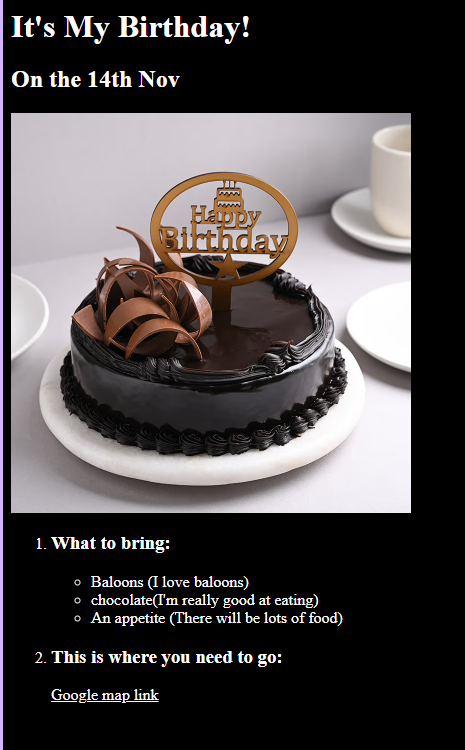 It's My Birthday!
On the 14th Nov
Happy
Birthday
1. What to bring:
Baloons (I love baloons)
chocolate(I'm really good at eating)
An appetite (There will be lots of food)
2. This is where you need to go:
Google map link